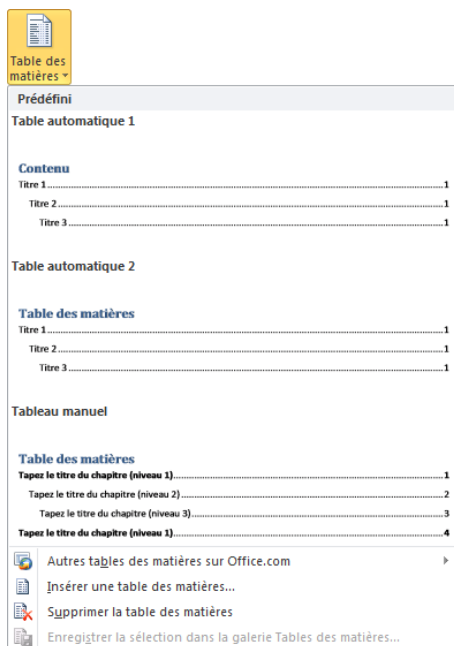 Table des
matières
Prédéfini
Table automatique 1
Contenu
Titre 1........1
Titre 2........1
Titre 3........1
Table automatique 2
Table des matières
Titre 1........1
Titre 2........1
Titre 3........1
Tableau manuel
Table des matières
Tapez le titre du chapitre (niveau 1)........1
Tapez le titre du chapitre (niveau 2)........2
Tapez le titre du chapitre (niveau 3)........3
Tapez le titre du chapitre (niveau 1)........4
Autres tables des matières sur Office.com
Insérer une table des matières...
Supprimer la table des matières
Enregistrer la sélection dans la galerie Tables des matières...